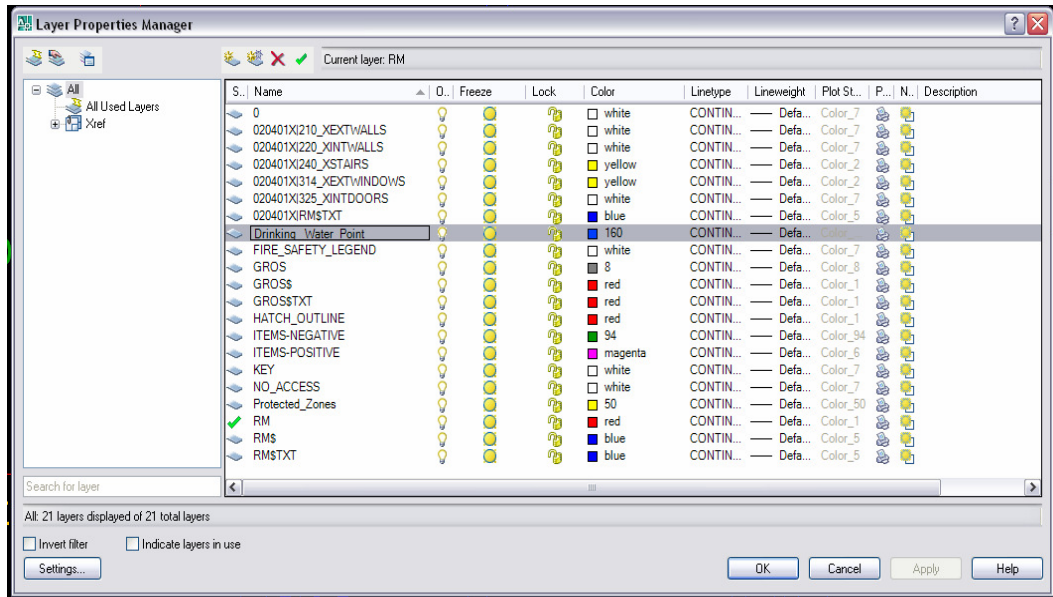 Layer Properties Manager
Current layer: RM
All
All Used Layers
Xref
S.. Name O.. Freeze Lock Color Linetype Lineweight Plot St... P... N.. Description
0 white CONTIN... Defa... Color_7
020401X|210_XEXTWALLS white CONTIN... Defa... Color_7
020401X|220_XINTWALLS white CONTIN... Defa... Color_7
020401X|240_XSTAIRS yellow CONTIN... Defa... Color_2
020401X|314_XEXTWINDOWS yellow CONTIN... Defa... Color_2
020401X|325_XINTDOORS white CONTIN... Defa... Color_7
020401X|RM$TXT blue CONTIN... Defa... Color_5
Drinking_Water_Point 160 CONTIN... Defa...
FIRE_SAFETY_LEGEND white CONTIN... Defa... Color_7
GROS 8 CONTIN... Defa... Color_8
GROS$ red CONTIN... Defa... Color_1
GROS$TXT red CONTIN... Defa... Color_1
HATCH_OUTLINE red CONTIN... Defa... Color_1
ITEMS-NEGATIVE 94 CONTIN... Defa... Color_94
ITEMS-POSITIVE magenta CONTIN... Defa... Color_6
KEY white CONTIN... Defa... Color_7
NO_ACCESS white CONTIN... Defa... Color_7
Protected_Zones 50 CONTIN... Defa... Color_50
RM red CONTIN... Defa... Color_1
RM$ blue CONTIN... Defa... Color_5
RM$TXT blue CONTIN... Defa... Color_5
Search for layer
All: 21 layers displayed of 21 total layers
Invert filter Indicate layers in use
Settings... OK Cancel Apply Help